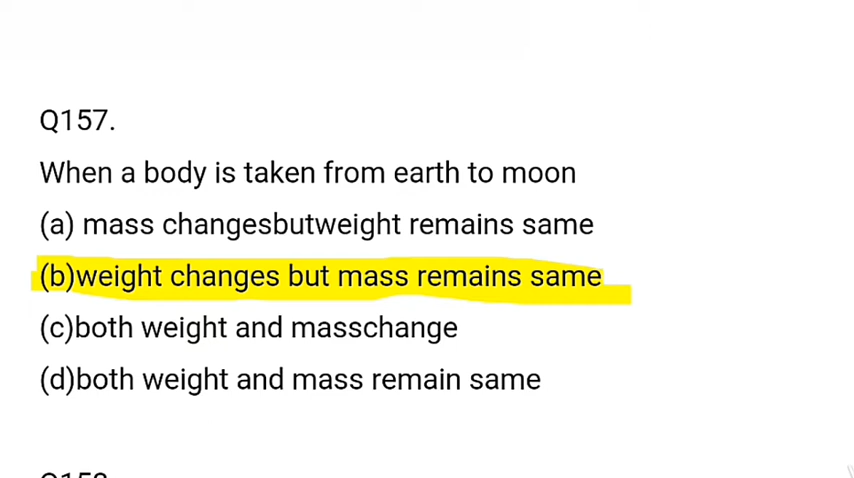 Q157.
When a body is taken from earth to moon
(a) mass changesbutweight remains same
(b)weight changes but mass remains same
(c)both weight and masschange
(d)both weight and mass remain same